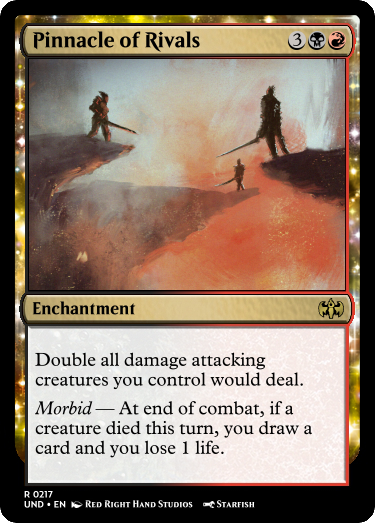 Pinnacle of Rivals 3
Enchantment
Double all damage attacking
creatures you control would deal.
Morbid — At end of combat, if a
creature died this turn, you draw a
card and you lose 1 life.
R 0217
UND • EN Red Right Hand Studios Starfish